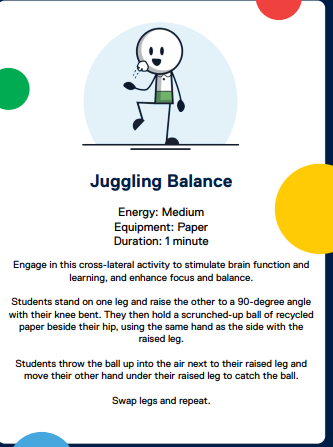 Juggling Balance
Energy: Medium
Equipment: Paper
Duration: 1 minute
Engage in this cross-lateral activity to stimulate brain function and
learning, and enhance focus and balance.
Students stand on one leg and raise the other to a 90-degree angle
with their knee bent. They then hold a scrunched-up ball of recycled
paper beside their hip, using the same hand as the side with the
raised leg.
Students throw the ball up into the air next to their raised leg and
move their other hand under their raised leg to catch the ball.
Swap legs and repeat.